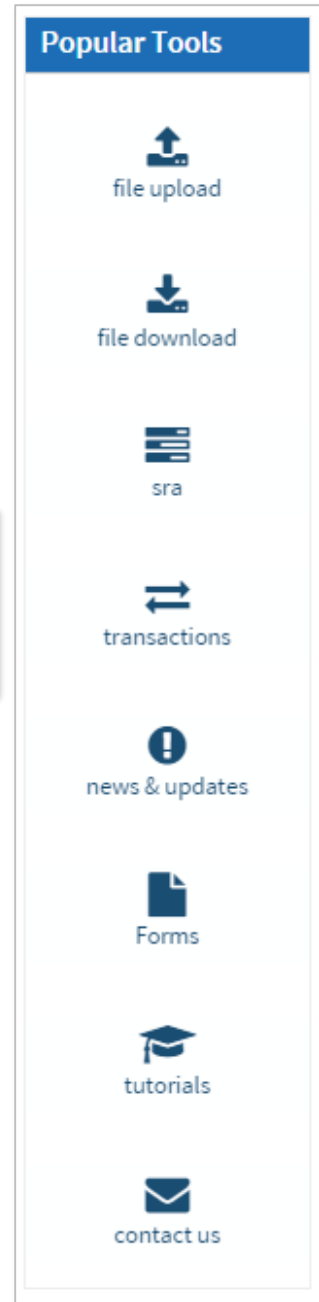 Popular Tools
file upload
file download
sra
transactions
news & updates
Forms
tutorials
contact us